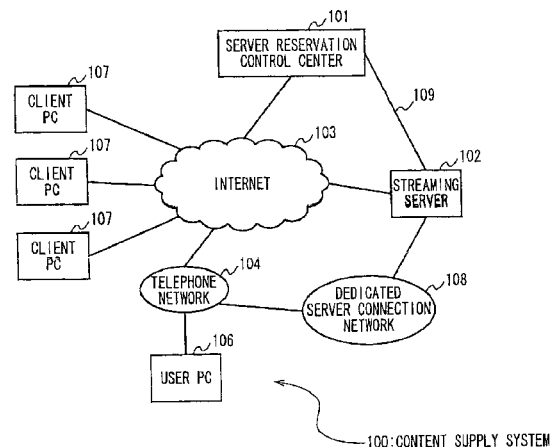 101
SERVER RESERVATION
CONTROL CENTER
107
CLIENT
PC
109
103
102
107
CLIENT
PC
INTERNET
STREAMING
SERVER
107
CLIENT
PC
104
TELEPHONE
NETWORK
108
DEDICATED
SERVER CONNECTION
NETWORK
106
USER PC
100:CONTENT SUPPLY SYSTEM